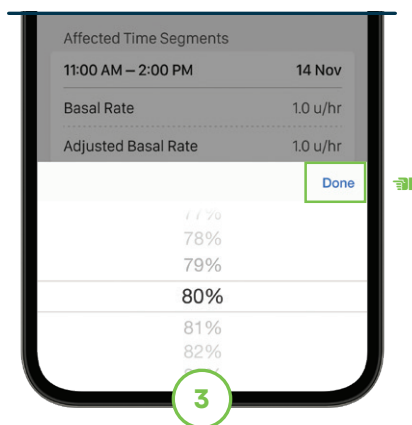 Affected Time Segments
11:00 AM – 2:00 PM 14 Nov
Basal Rate 1.0 u/hr
Adjusted Basal Rate 1.0 u/hr
Done
77%
78%
79%
80%
81%
82%
3